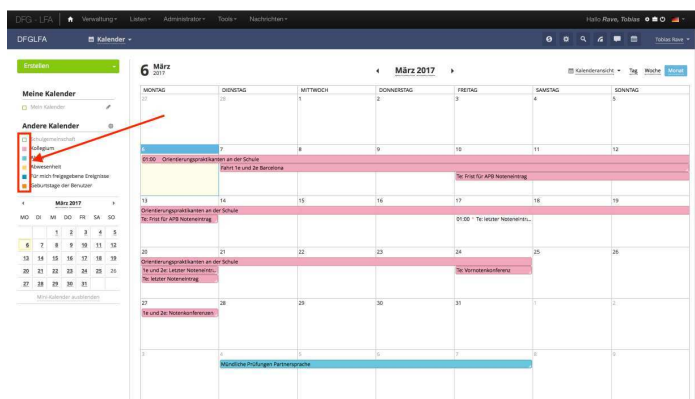 DFG - LFA Verwaltung Listen Administrator Tools Nachrichten Hallo Rave, Tobias
DFGLFA Kalender Tobias Rave
Erstellen
6 März 2017
März 2017
Kalenderansicht Tag Woche Monat
Meine Kalender
Mein Kalender
Andere Kalender
Schulgemeinschaft
Kollegium
Abwesenheit
Für mich freigegebene Ereignisse
Geburtstage der Benutzer
März 2017
MO DI MI DO FR SA SO
1 2 3 4 5
6 7 8 9 10 11 12
13 14 15 16 17 18 19
20 21 22 23 24 25 26
27 28 29 30 31
Mini Kalender ausblenden
MONTAG DIENSTAG MITTWOCH DONNERSTAG FREITAG SAMSTAG SONNTAG
27 28 1 2 3 4 5
6 7 8 9 10 11 12
01:00 Orientierungspraktikanten an der Schule
Fahrt 1e und 2e Barcelona
Te: Frist für APB Noteneintrag
13 14 15 16 17 18 19
Orientierungspraktikanten an der Schule
Te: Frist für APB Noteneintrag
01:00 Te: letzter Noteneintr...
20 21 22 23 24 25 26
Orientierungspraktikanten an der Schule
1e und 2e: Letzter Noteneintr...
Te: Vornotenkonferenz
Te: letzter Noteneintrag
27 28 29 30 31 1 2
1e und 2e: Notenkonferenzen
3 4 5 6 7 8 9
Mündliche Prüfungen Partnersprache